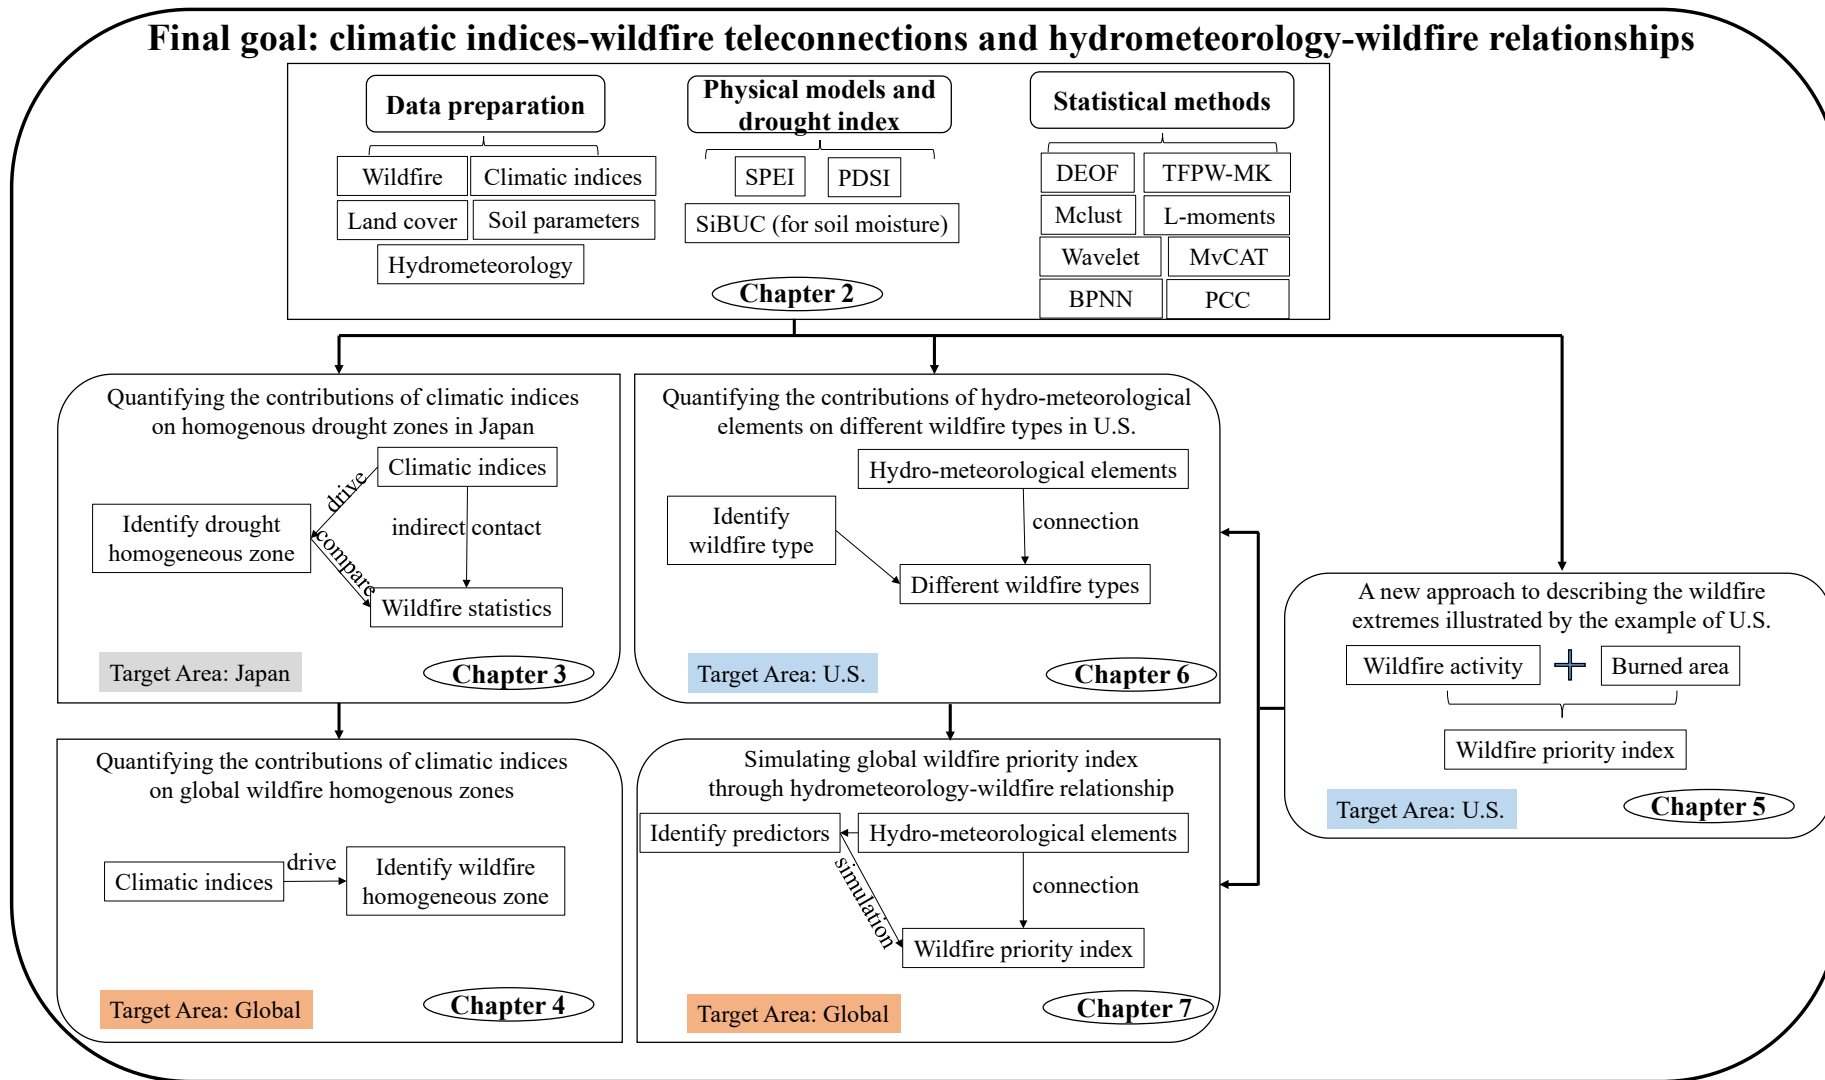 Final goal: climatic indices-wildfire teleconnections and hydrometeorology-wildfire relationships
Data preparation
Wildfire
Climatic indices
Land cover
Soil parameters
Hydrometeorology
Physical models and
drought index
SPEI
PDSI
SiBUC (for soil moisture)
Chapter 2
Statistical methods
DEOF
TFPW-MK
Mclust
L-moments
Wavelet
MvCAT
BPNN
PCC
Quantifying the contributions of climatic indices
on homogenous drought zones in Japan
Climatic indices
drive
Identify drought
homogeneous zone
indirect contact
compare
Wildfire statistics
Target Area: Japan
Chapter 3
Quantifying the contributions of hydro-meteorological
elements on different wildfire types in U.S.
Hydro-meteorological elements
Identify
wildfire type
connection
Different wildfire types
Target Area: U.S.
Chapter 6
A new approach to describing the wildfire
extremes illustrated by the example of U.S.
Wildfire activity
Burned area
Wildfire priority index
Target Area: U.S.
Chapter 5
Quantifying the contributions of climatic indices
on global wildfire homogenous zones
Climatic indices
drive
Identify wildfire
homogeneous zone
Target Area: Global
Chapter 4
Simulating global wildfire priority index
through hydrometeorology-wildfire relationship
Identify predictors
Hydro-meteorological elements
simulation
connection
Wildfire priority index
Target Area: Global
Chapter 7